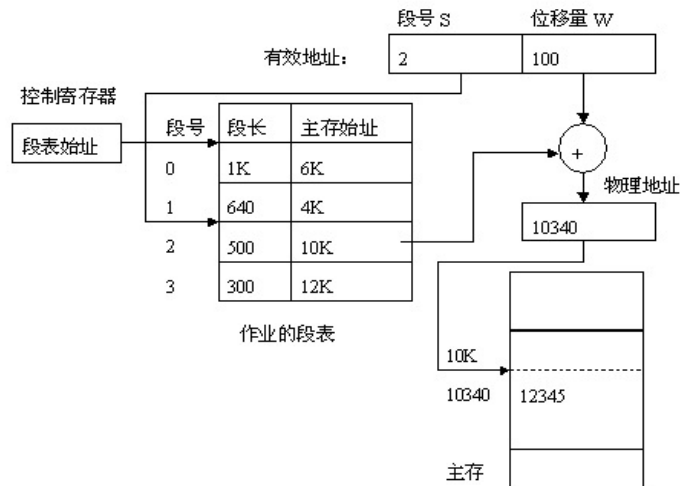 段号 S 位移量 W
有效地址： 2 100
控制寄存器
段表始址
段号 段长 主存始址
0 1K 6K
1 640 4K
2 500 10K
3 300 12K
作业的段表
+
物理地址
10340
10K
10340 12345
主存